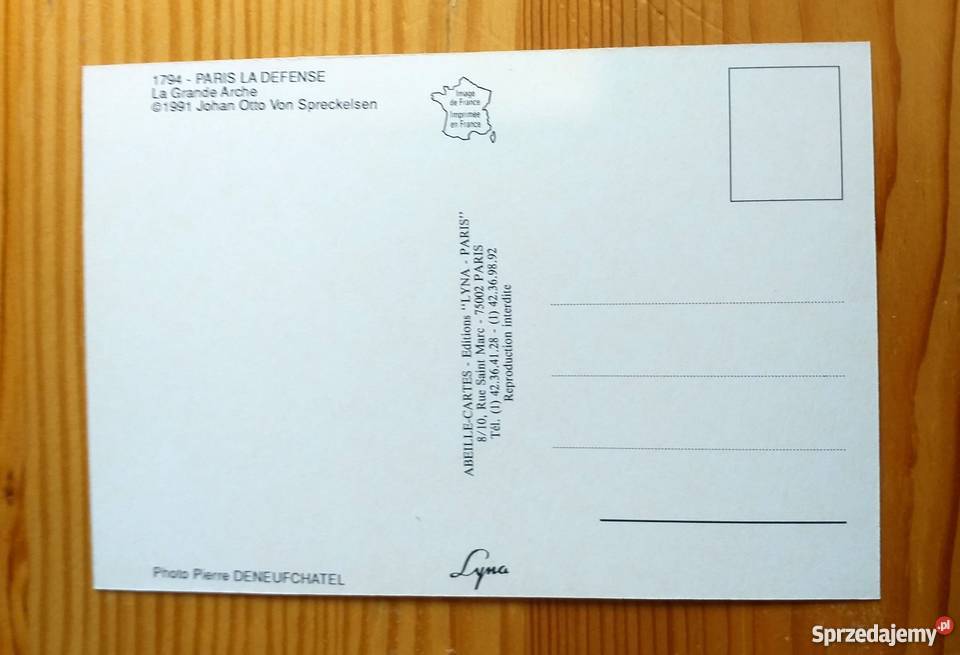 1794 - PARIS LA DEFENSE
La Grande Arche
©1991 Johan Otto Von Spreckelsen
Image
de France
Imprimée
en France
ABEILLE-CARTES - Editions "LYNA - PARIS"
8/10, Rue Saint Marc - 75002 PARIS
Tél. (1) 42.36.41.28 - (1) 42.36.98.92
Reproduction interdite
Photo Pierre DENEUFCHATEL
Lyna
Sprzedajemy.pl